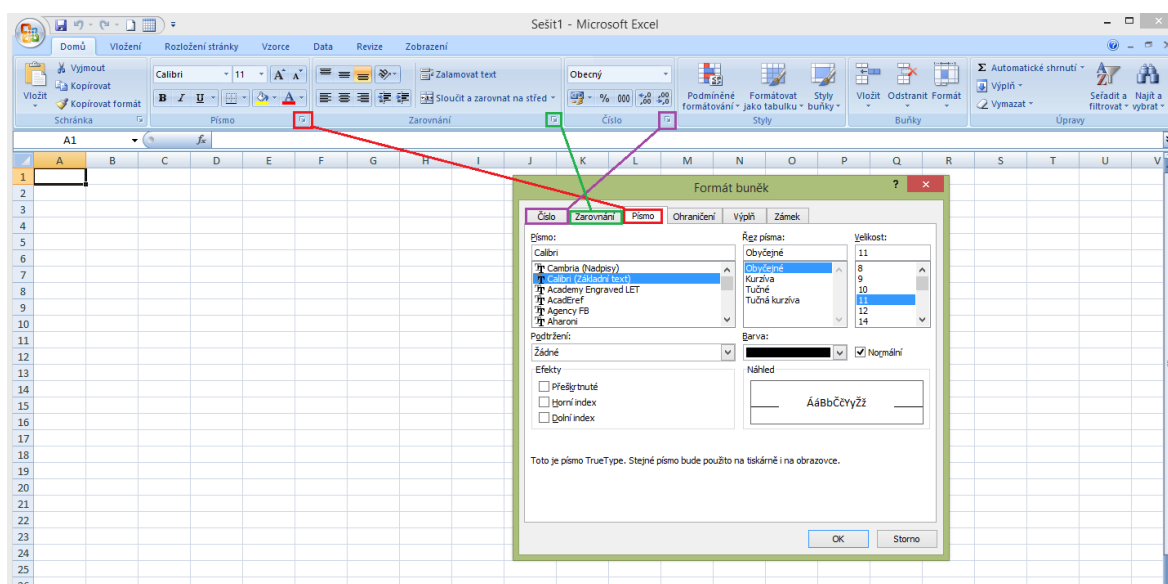 Sešit1 - Microsoft Excel
Domů Vložení Rozložení stránky Vzorce Data Revize Zobrazení
Vložit
Vyjmout
Kopírovat
Kopírovat formát
Schránka
Calibri 11
B I U A
Písmo
Zalamovat text
Sloučit a zarovnat na střed
Zarovnání
Obecný
% 000
Číslo
Podmíněné formátování
Formátovat jako tabulku
Styly buňky
Styly
Vložit Odstranit Formát
Buňky
Σ Automatické shrnutí
Výplň
Vymazat
Seřadit a filtrovat
Najít a vybrat
Úpravy
A1 fx
A B C D E F G H I J K L M N O P Q R S T U V
1
2
3
4
5
6
7
8
9
10
11
12
13
14
15
16
17
18
19
20
21
22
23
24
25
26
Formát buněk ? ×
Číslo Zarovnání Písmo Ohraničení Výplň Zámek
Písmo: Řez písma: Velikost:
Calibri Obyčejné 11
Cambria (Nadpisy) Obyčejné 8
Calibri (Základní text) Kurzíva 9
Academy Engraved LET Tučné 10
AcadEref Tučná kurzíva 11
Agency FB 12
Aharoni 14
Podtržení: Barva:
Žádné Normální
Efekty Náhled
Přeškrtnuté
Horní index
Dolní index
ÁáBbČčYyŽž
Toto je písmo TrueType. Stejné písmo bude použito na tiskárně i na obrazovce.
OK Storno